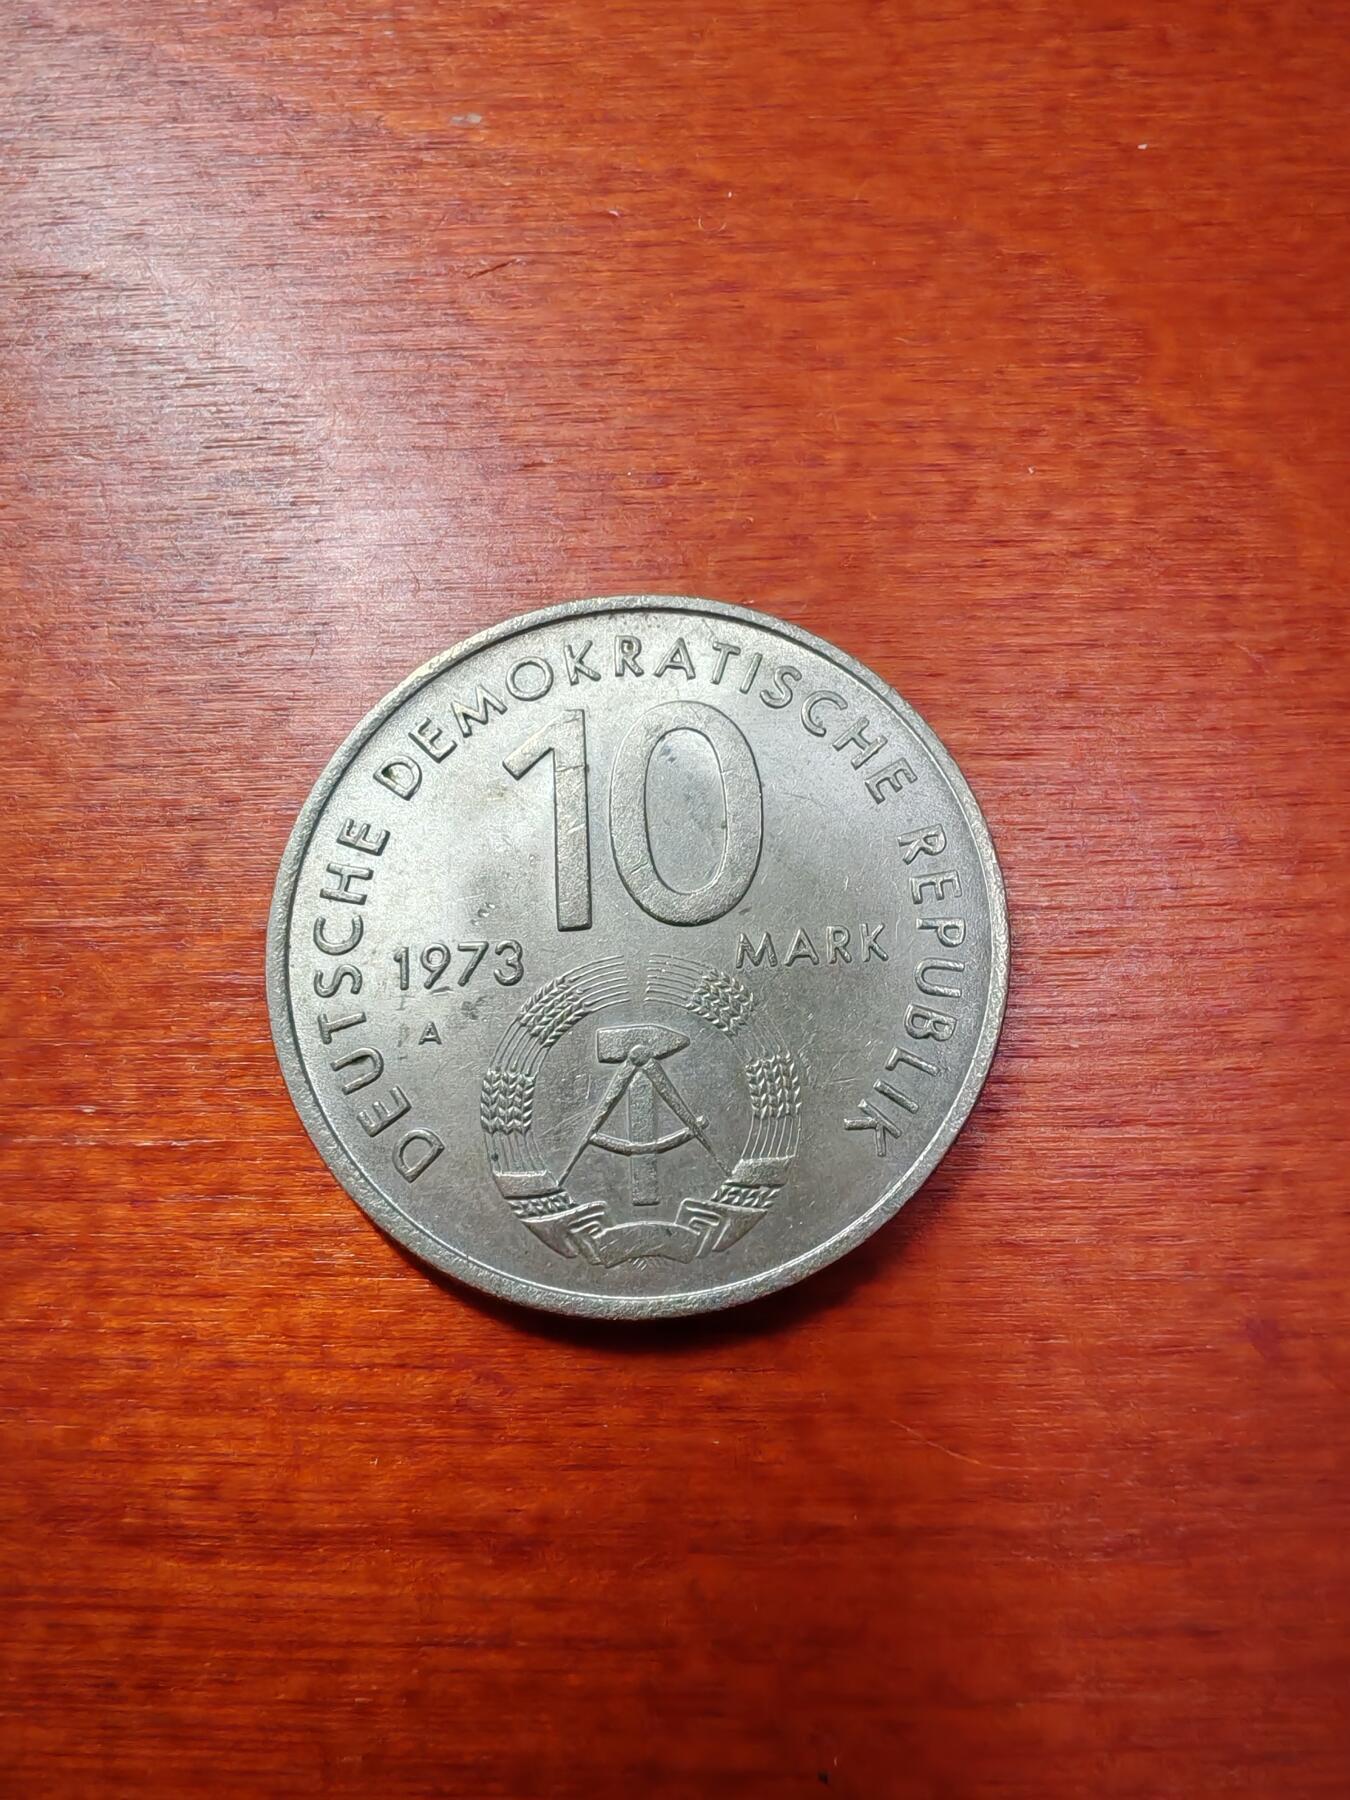 DEUTSCHE DEMOKRATISCHE REPUBLIK
10
MARK
1973
A